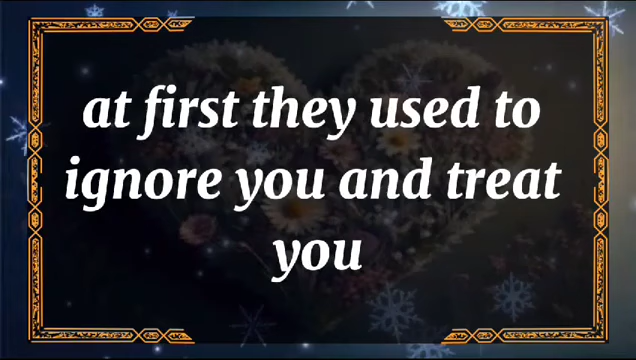 at first they used to
ignore you and treat
you